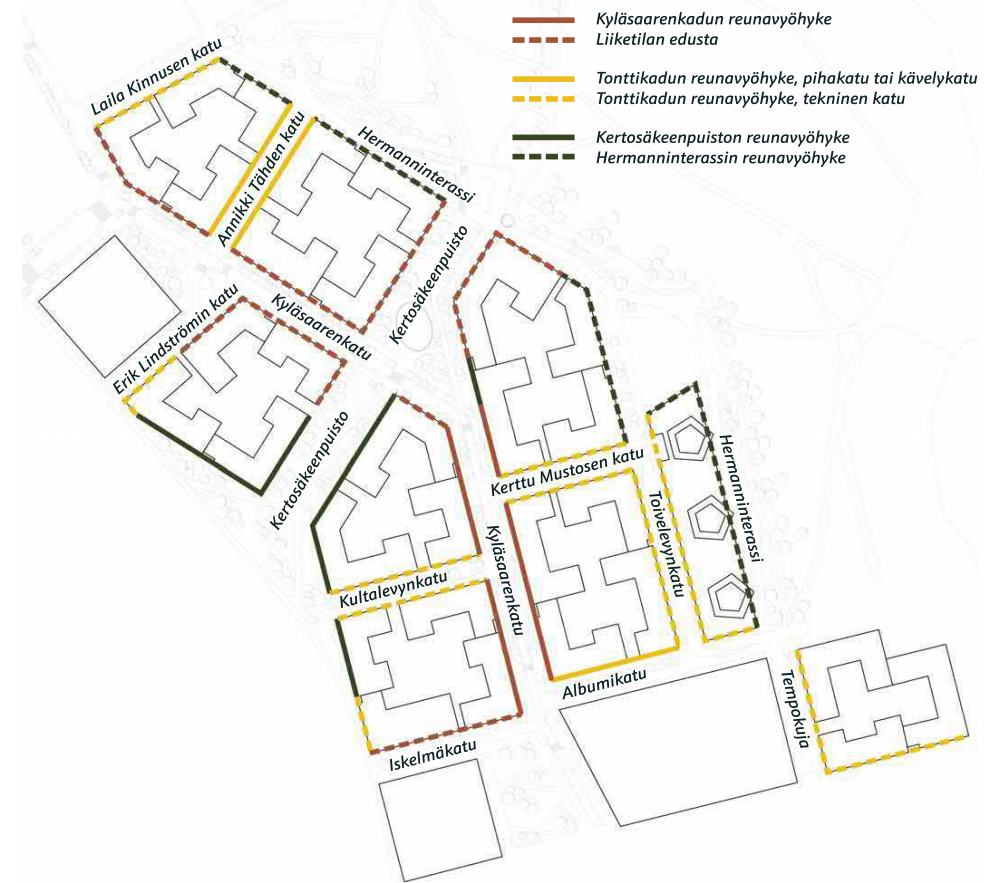 Kyläsaarenkadun reunavyöhyke
Liiketilan edusta
Tonttikadun reunavyöhyke, pihakatu tai kävelykatu
Tonttikadun reunavyöhyke, tekninen katu
Kertosäkeenpuiston reunavyöhyke
Hermanninterassin reunavyöhyke
Laila Kinnusen katu
Annikki Tähden katu
Hermanninterassi
Kertosäkeenpuisto
Kyläsaarenkatu
Erik Lindströmin katu
Kertosäkeenpuisto
Kerttu Mustosen katu
Hermanninterassi
Toivelevynkatu
Kyläsaarenkatu
Kultalevynkatu
Albumikatu
Tempokuja
Iskelmäkatu